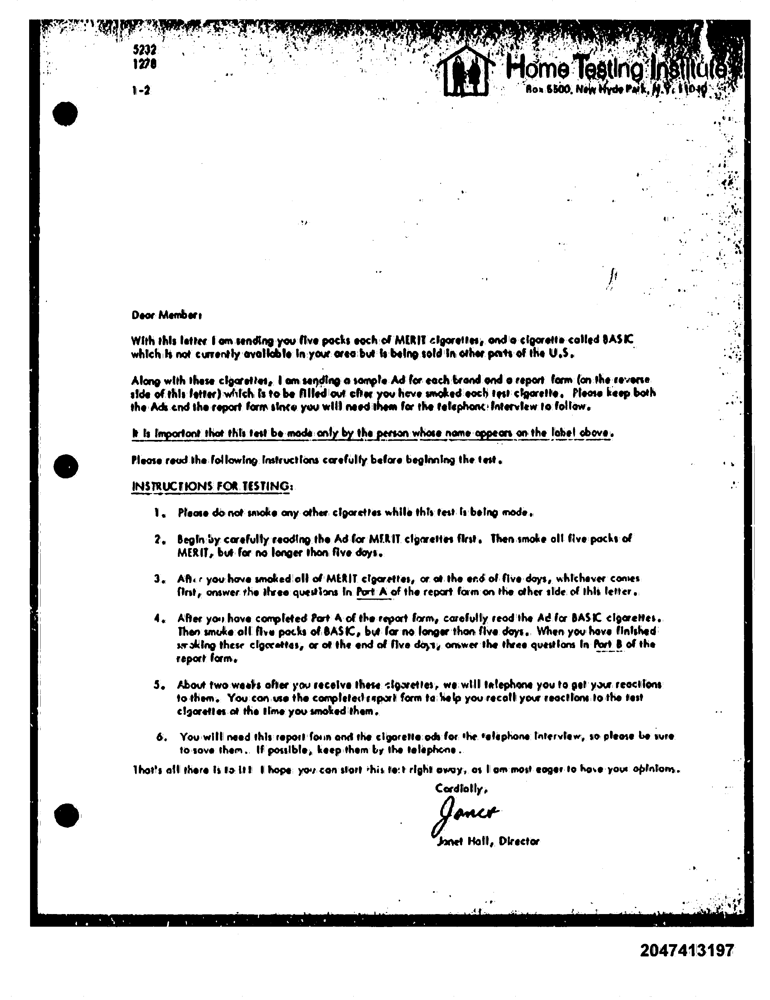 5232
1278
1-2
Home Testing Institute
Box 5500, New Hyde Park, N.Y. 11040
Dear Member:
With this letter I am sending you five packs each of MERIT cigarettes, and a cigarette called BASIC
which is not currently available in your area but is being sold in other parts of the U.S.
Along with these cigarettes, I am sending a sample Ad for each brand and a report form (on the reverse
side of this letter) which is to be filled out after you have smoked each test cigarette. Please keep both
the Ads and the report form since you will need them for the telephone interview to follow.
It is important that this test be made only by the person whose name appears on the label above.
Please read the following instructions carefully before beginning the test.
INSTRUCTIONS FOR TESTING:
1. Please do not smoke any other cigarettes while this test is being made.
2. Begin by carefully reading the Ad for MERIT cigarettes first. Then smoke all five packs of
MERIT, but for no longer than five days.
3. After you have smoked all of MERIT cigarettes, or at the end of five days, whichever comes
first, answer the three questions in Part A of the report form on the other side of this letter.
4. After you have completed Part A of the report form, carefully read the Ad for BASIC cigarettes.
Then smoke all five packs of BASIC, but for no longer than five days. When you have finished
smoking these cigarettes, or at the end of five days, answer the three questions in Part B of the
report form.
5. About two weeks after you receive these cigarettes, we will telephone you to get your reactions
to them. You can use the completed report form to help you recall your reactions to the test
cigarettes at the time you smoked them.
6. You will need this report form and the cigarette ads for the telephone interview, so please be sure
to save them. If possible, keep them by the telephone.
That's all there is to it! I hope you can start this test right away, as I am most eager to have your opinions.
Cordially,
Janet
Janet Hall, Director
2047413197